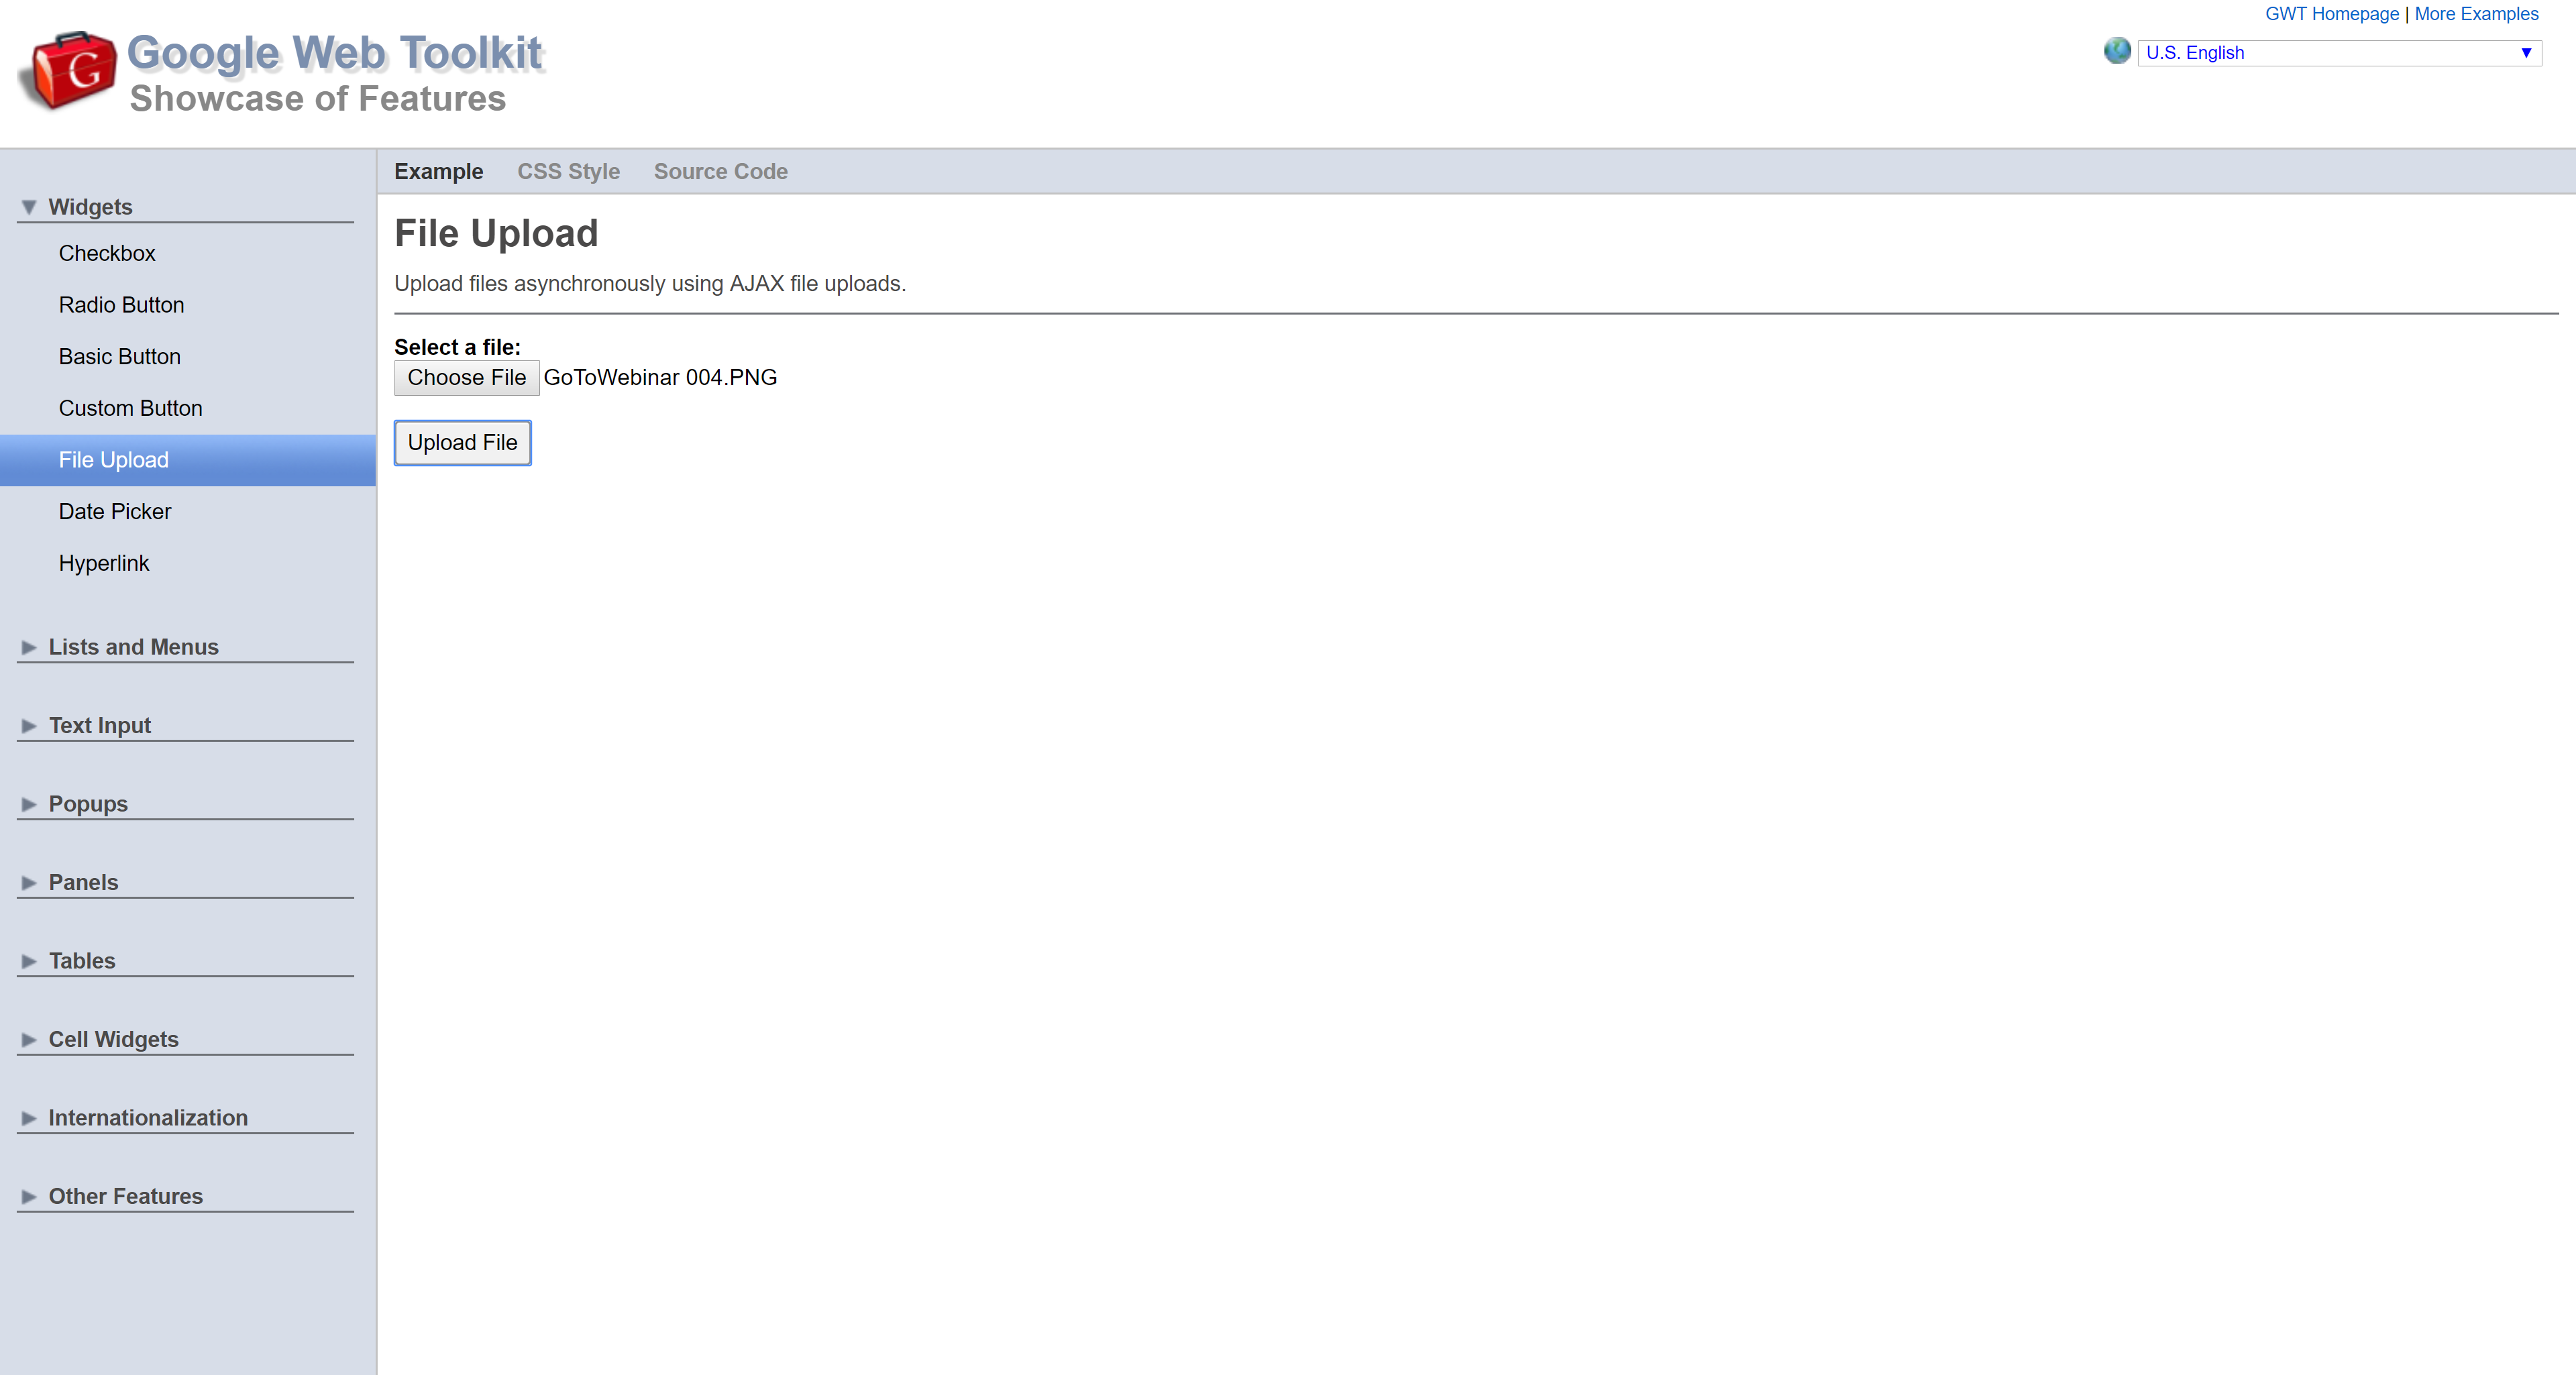 GWT Homepage | More Examples
Google Web Toolkit
Showcase of Features
U.S. English
Example CSS Style Source Code
Widgets
Checkbox
Radio Button
Basic Button
Custom Button
File Upload
Date Picker
Hyperlink
Lists and Menus
Text Input
Popups
Panels
Tables
Cell Widgets
Internationalization
Other Features
File Upload
Upload files asynchronously using AJAX file uploads.
Select a file:
Choose File GoToWebinar 004.PNG
Upload File